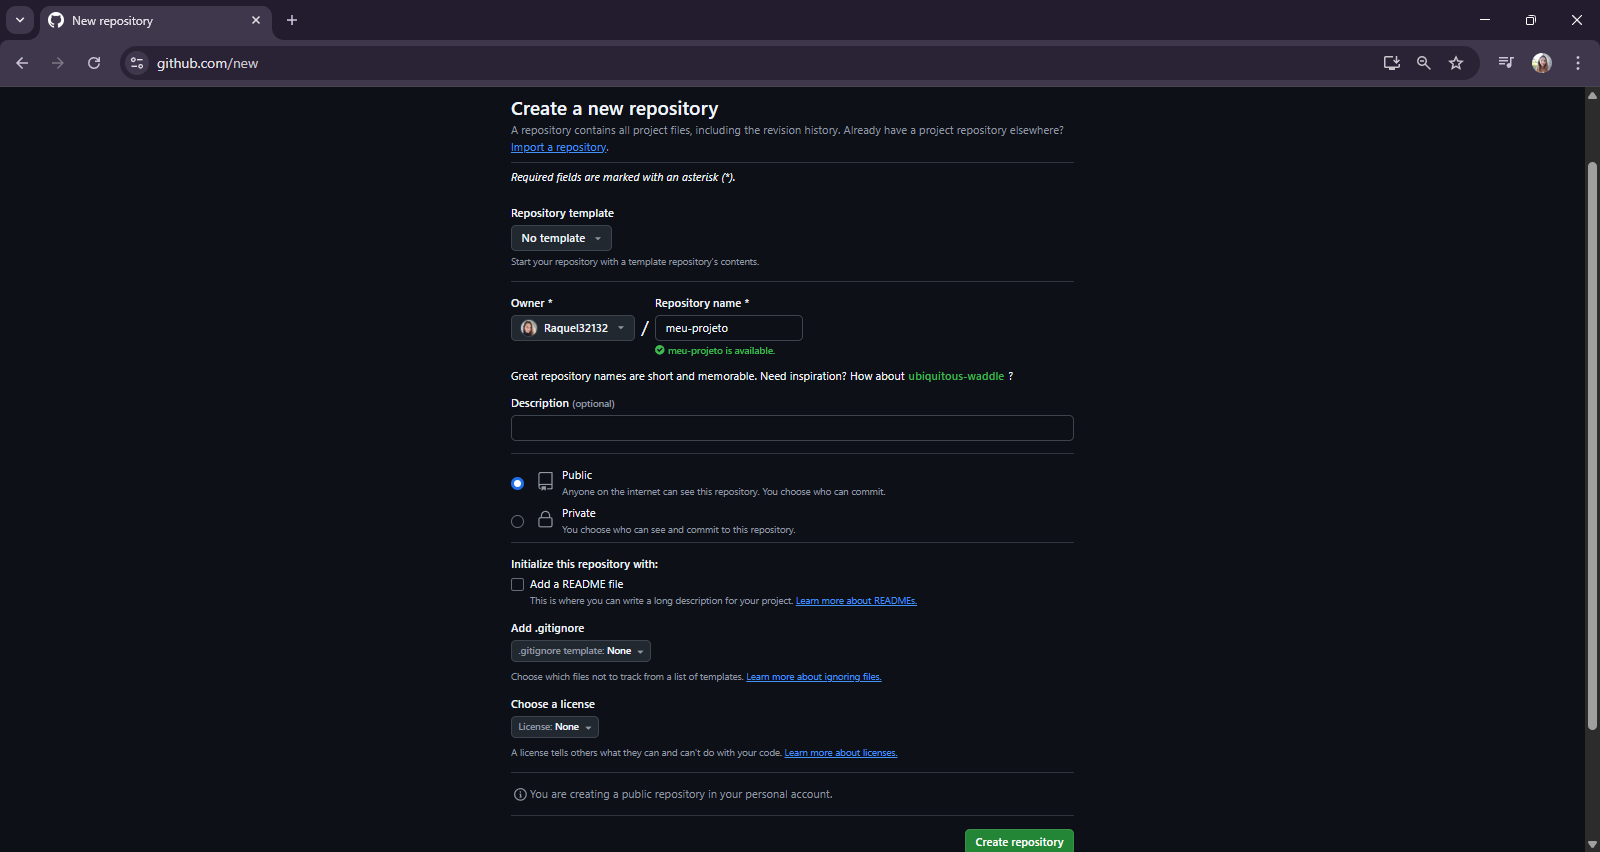 New repository
github.com/new
Create a new repository
A repository contains all project files, including the revision history. Already have a project repository elsewhere?
Import a repository.
Required fields are marked with an asterisk (*).
Repository template
No template
Start your repository with a template repository's contents.
Owner * Repository name *
Raquel32132 / meu-projeto
meu-projeto is available.
Great repository names are short and memorable. Need inspiration? How about ubiquitous-waddle ?
Description (optional)
Public
Anyone on the internet can see this repository. You choose who can commit.
Private
You choose who can see and commit to this repository.
Initialize this repository with:
Add a README file
This is where you can write a long description for your project. Learn more about READMEs.
Add .gitignore
.gitignore template: None
Choose which files not to track from a list of templates. Learn more about ignoring files.
Choose a license
License: None
A license tells others what they can and can't do with your code. Learn more about licenses.
You are creating a public repository in your personal account.
Create repository